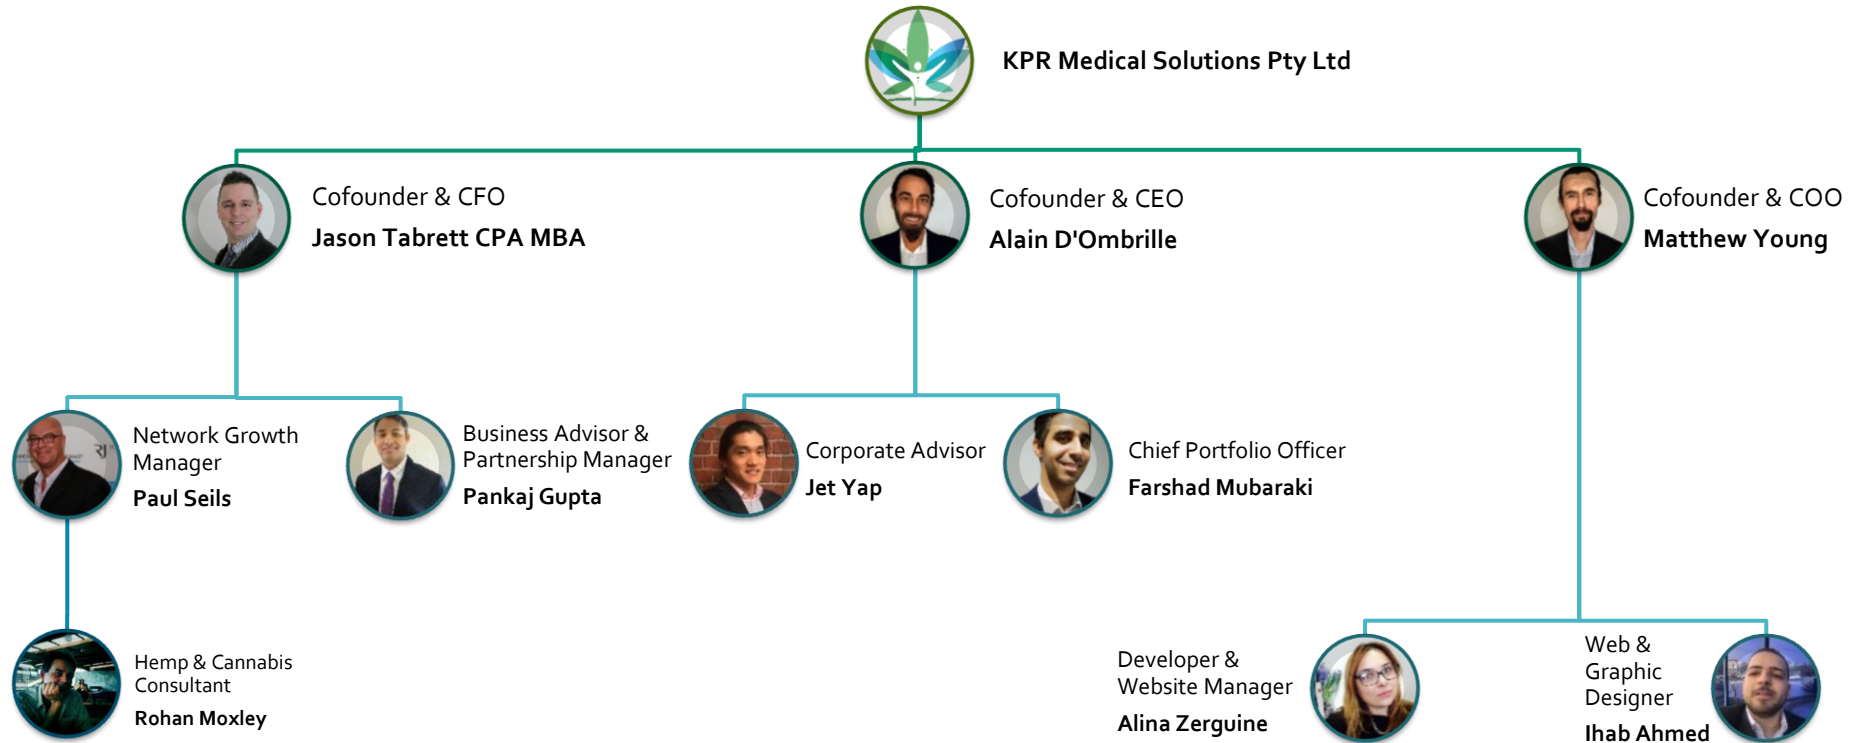 KPR Medical Solutions Pty Ltd
Cofounder & CFO
Jason Tabrett CPA MBA
Cofounder & CEO
Alain D'Ombrille
Cofounder & COO
Matthew Young
Network Growth
Manager
Paul Seils
Business Advisor &
Partnership Manager
Pankaj Gupta
Corporate Advisor
Jet Yap
Chief Portfolio Officer
Farshad Mubaraki
Hemp & Cannabis
Consultant
Rohan Moxley
Developer &
Website Manager
Alina Zerguine
Web &
Graphic
Designer
Ihab Ahmed